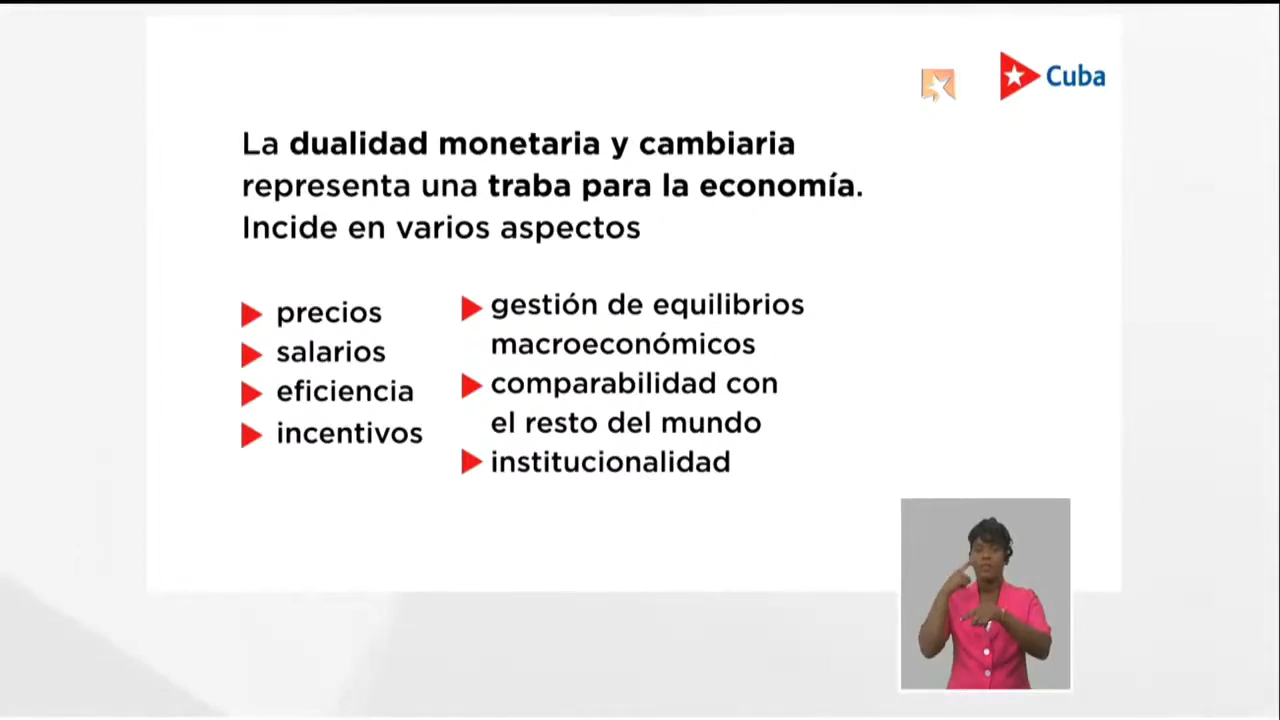 Cuba
La dualidad monetaria y cambiaria
representa una traba para la economía.
Incide en varios aspectos
precios
salarios
eficiencia
incentivos
gestión de equilibrios
macroeconómicos
comparabilidad con
el resto del mundo
institucionalidad